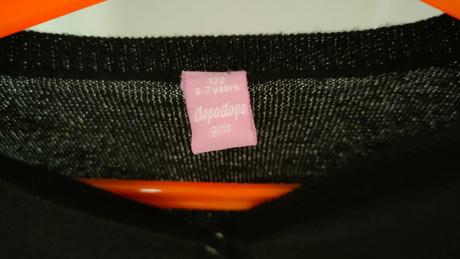 122
6-7 years
dopodopo
girls